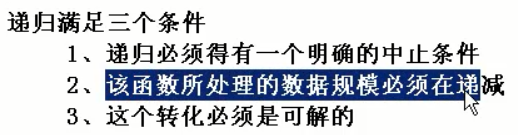 递归满足三个条件
1、递归必须得有一个明确的中止条件
2、该函数所处理的数据规模必须在递减
3、这个转化必须是可解的